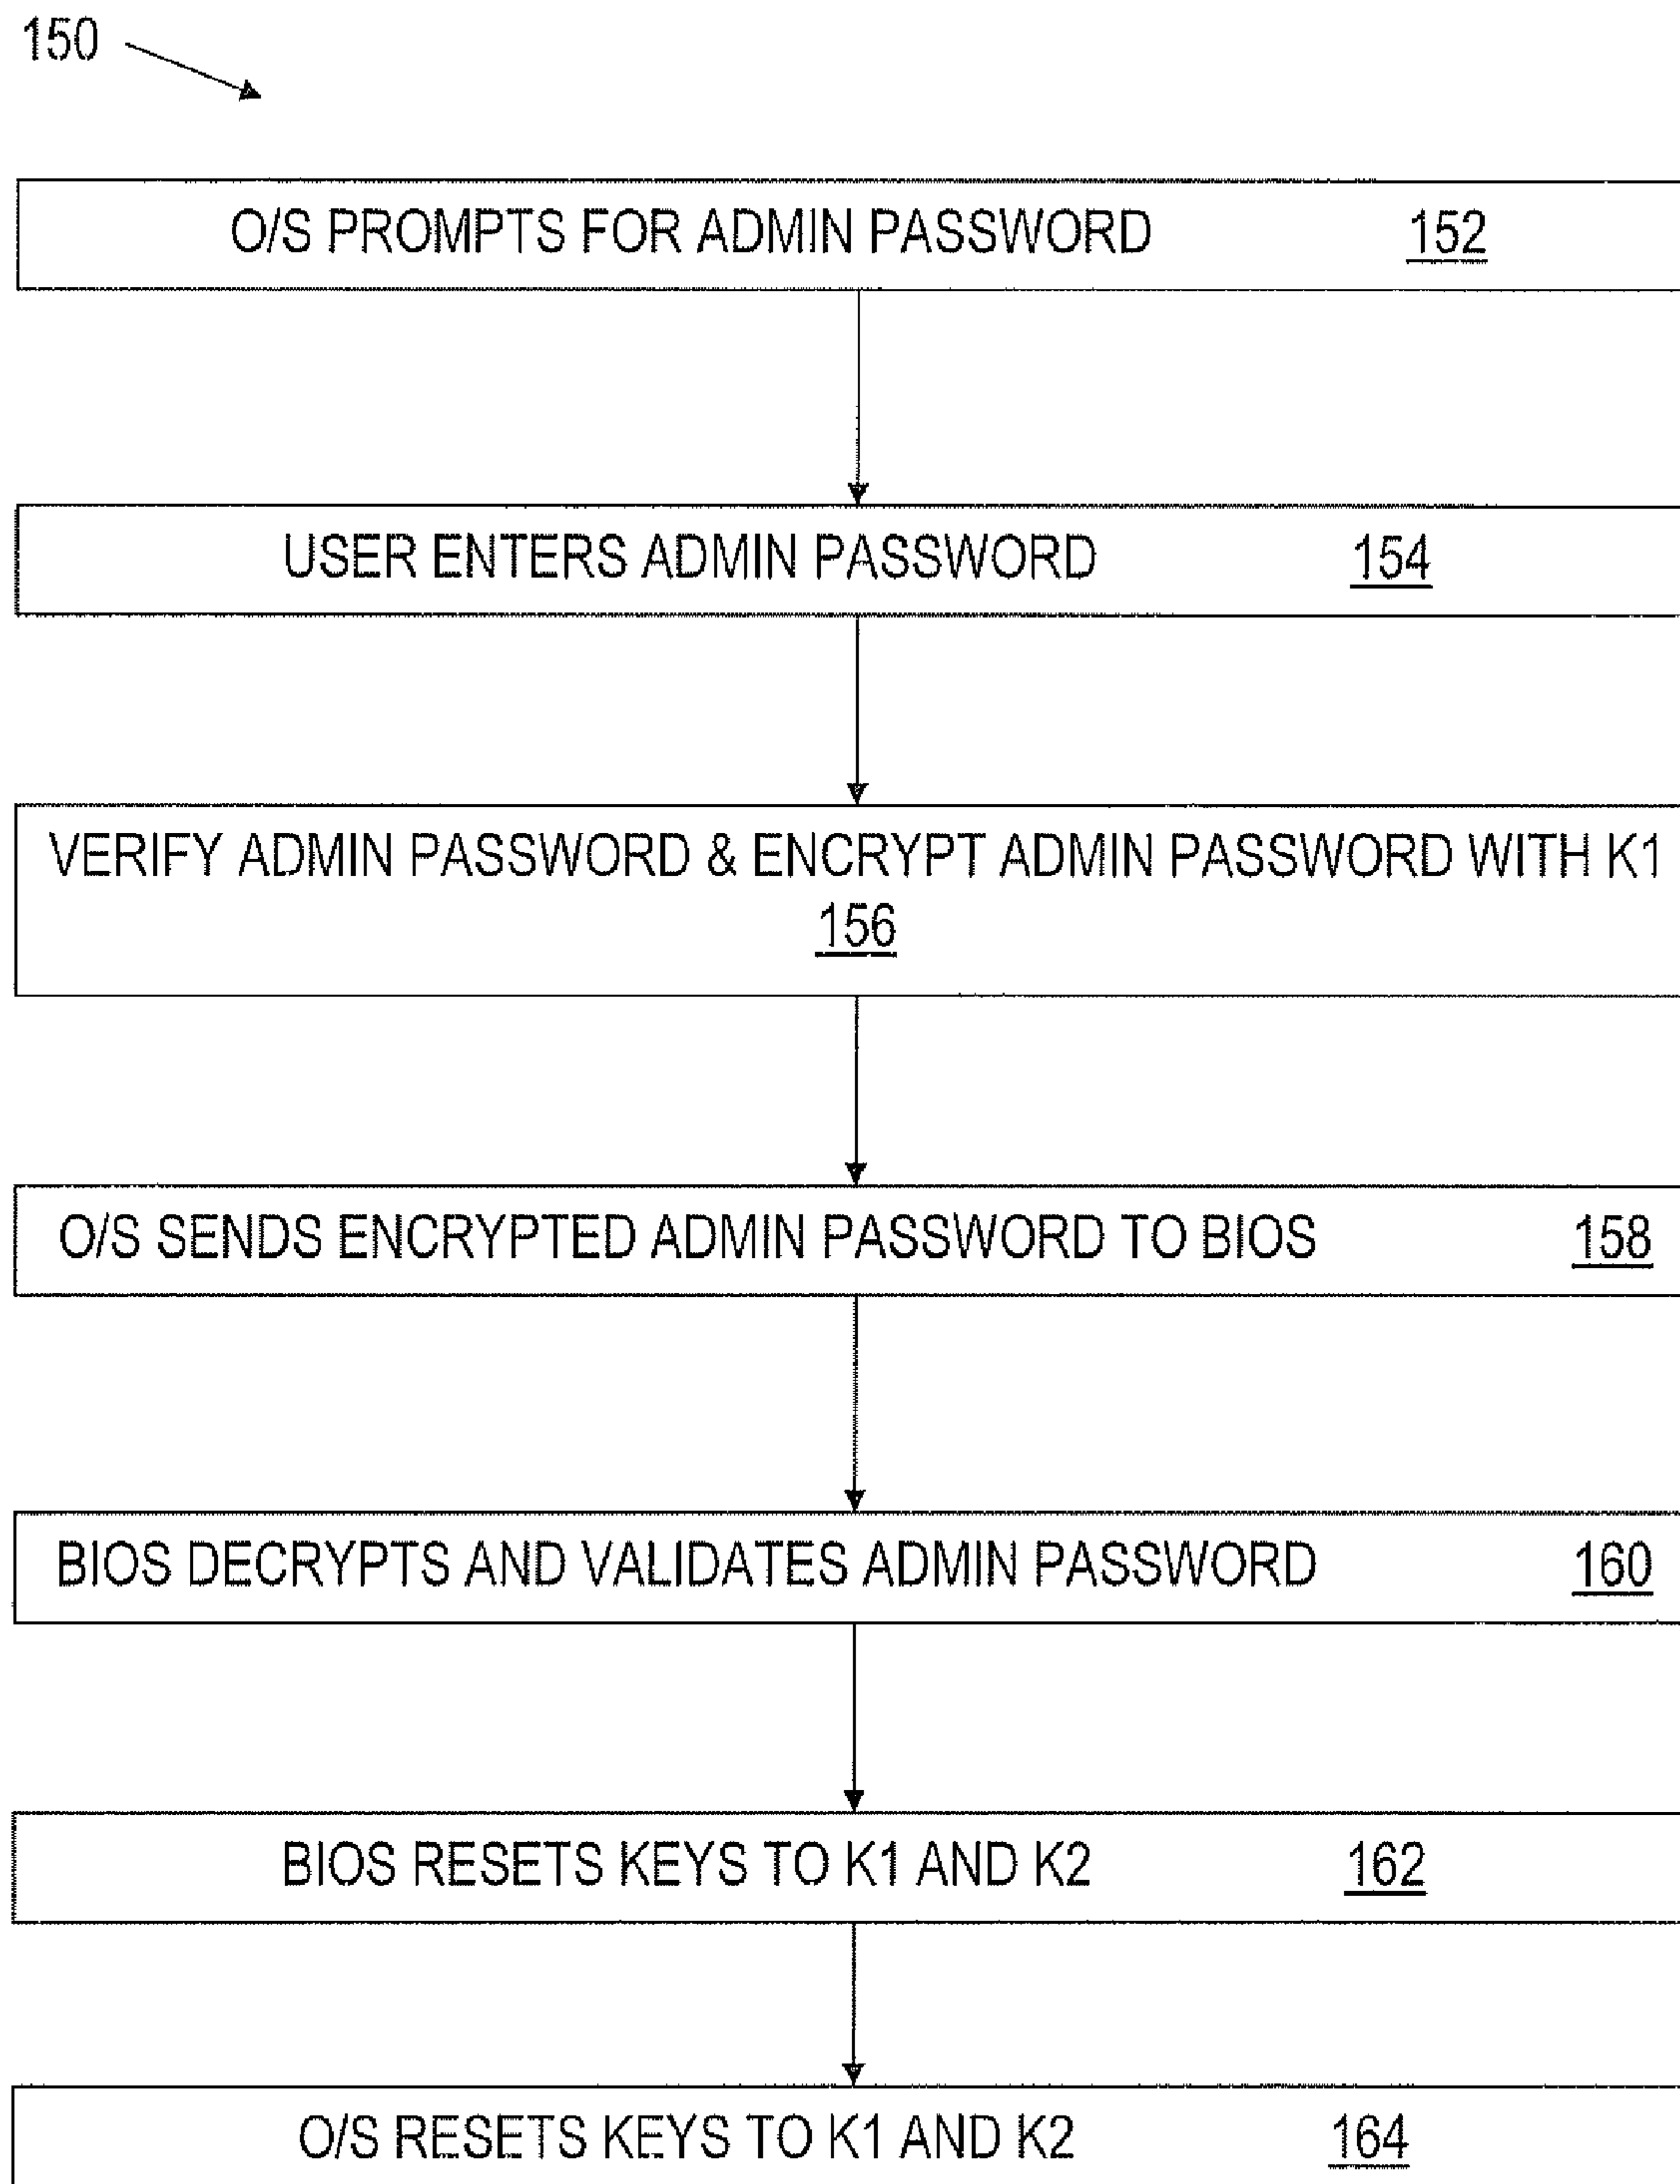 150
O/S PROMPTS FOR ADMIN PASSWORD 152
USER ENTERS ADMIN PASSWORD 154
VERIFY ADMIN PASSWORD & ENCRYPT ADMIN PASSWORD WITH K1
156
O/S SENDS ENCRYPTED ADMIN PASSWORD TO BIOS 158
BIOS DECRYPTS AND VALIDATES ADMIN PASSWORD 160
BIOS RESETS KEYS TO K1 AND K2 162
O/S RESETS KEYS TO K1 AND K2 164